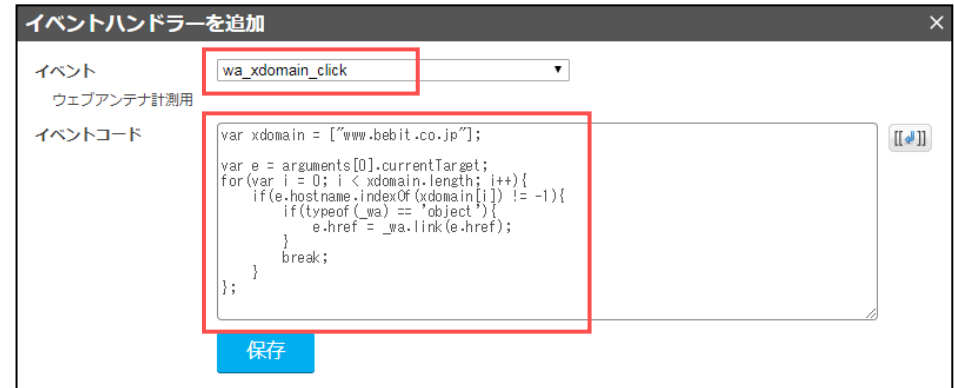 イベントハンドラーを追加 ×
イベント wa_xdomain_click ▼
ウェブアンテナ計測用
イベントコード var xdomain = ["www.bebit.co.jp"]; [[↲]]
var e = arguments[0].currentTarget;
for(var i = 0; i < xdomain.length; i++){
    if(e.hostname.indexOf(xdomain[i]) != -1){
        if(typeof(_wa) == 'object'){
            e.href = _wa.link(e.href);
        }
        break;
    }
};
保存